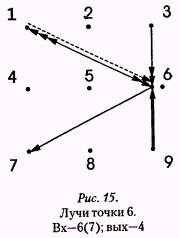 1 2 3
4 5 6
7 8 9
Рис. 15.
Лучи точки 6.
Вх—6(7); вых—4